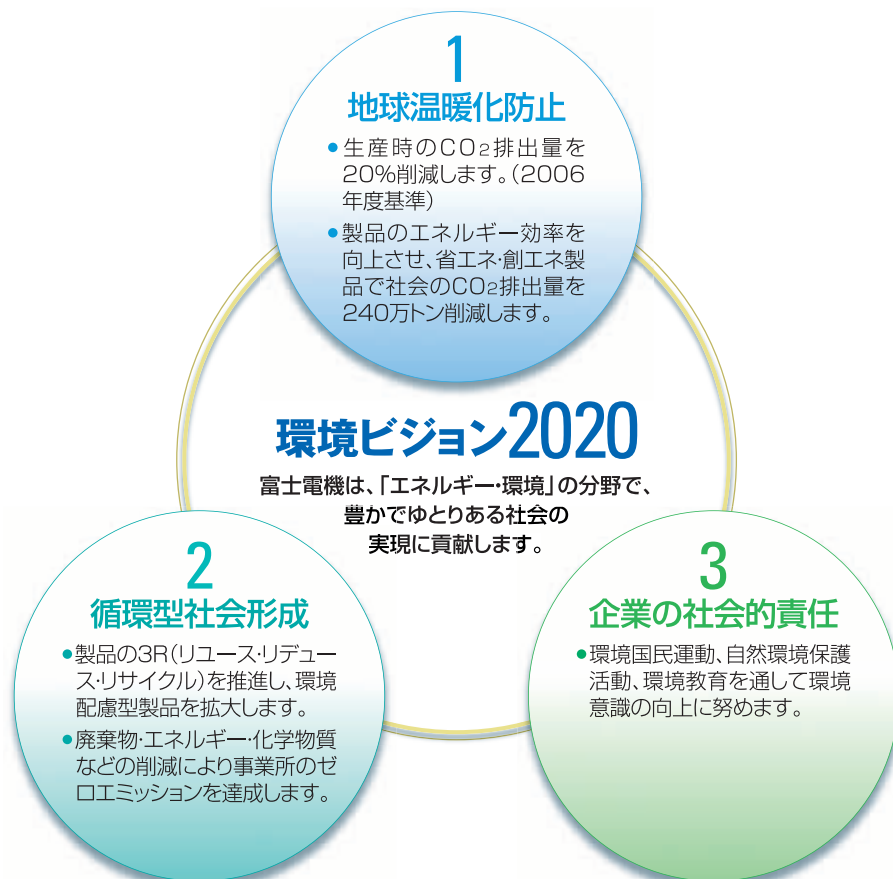 1
地球温暖化防止
●生産時のCO2排出量を
20%削減します。(2006
年度基準)
●製品のエネルギー効率を
向上させ、省エネ・創エネ製
品で社会のCO2排出量を
240万トン削減します。
環境ビジョン2020
富士電機は、「エネルギー・環境」の分野で、
豊かでゆとりある社会の
実現に貢献します。
2
循環型社会形成
●製品の3R(リユース・リデュー
ス・リサイクル)を推進し、環境
配慮型製品を拡大します。
●廃棄物・エネルギー・化学物質
などの削減により事業所のゼ
ロエミッションを達成します。
3
企業の社会的責任
●環境国民運動、自然環境保護
活動、環境教育を通して環境
意識の向上に努めます。